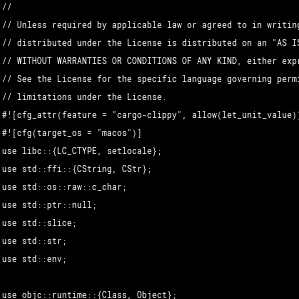 //
// Unless required by applicable law or agreed to in writing
// distributed under the License is distributed on an "AS IS
// WITHOUT WARRANTIES OR CONDITIONS OF ANY KIND, either expr
// See the License for the specific language governing permi
// limitations under the License.
#![cfg_attr(feature = "cargo-clippy", allow(let_unit_value))
#![cfg(target_os = "macos")]
use libc::{LC_CTYPE, setlocale};
use std::ffi::{CString, CStr};
use std::os::raw::c_char;
use std::ptr::null;
use std::slice;
use std::str;
use std::env;
use objc::runtime::{Class, Object};